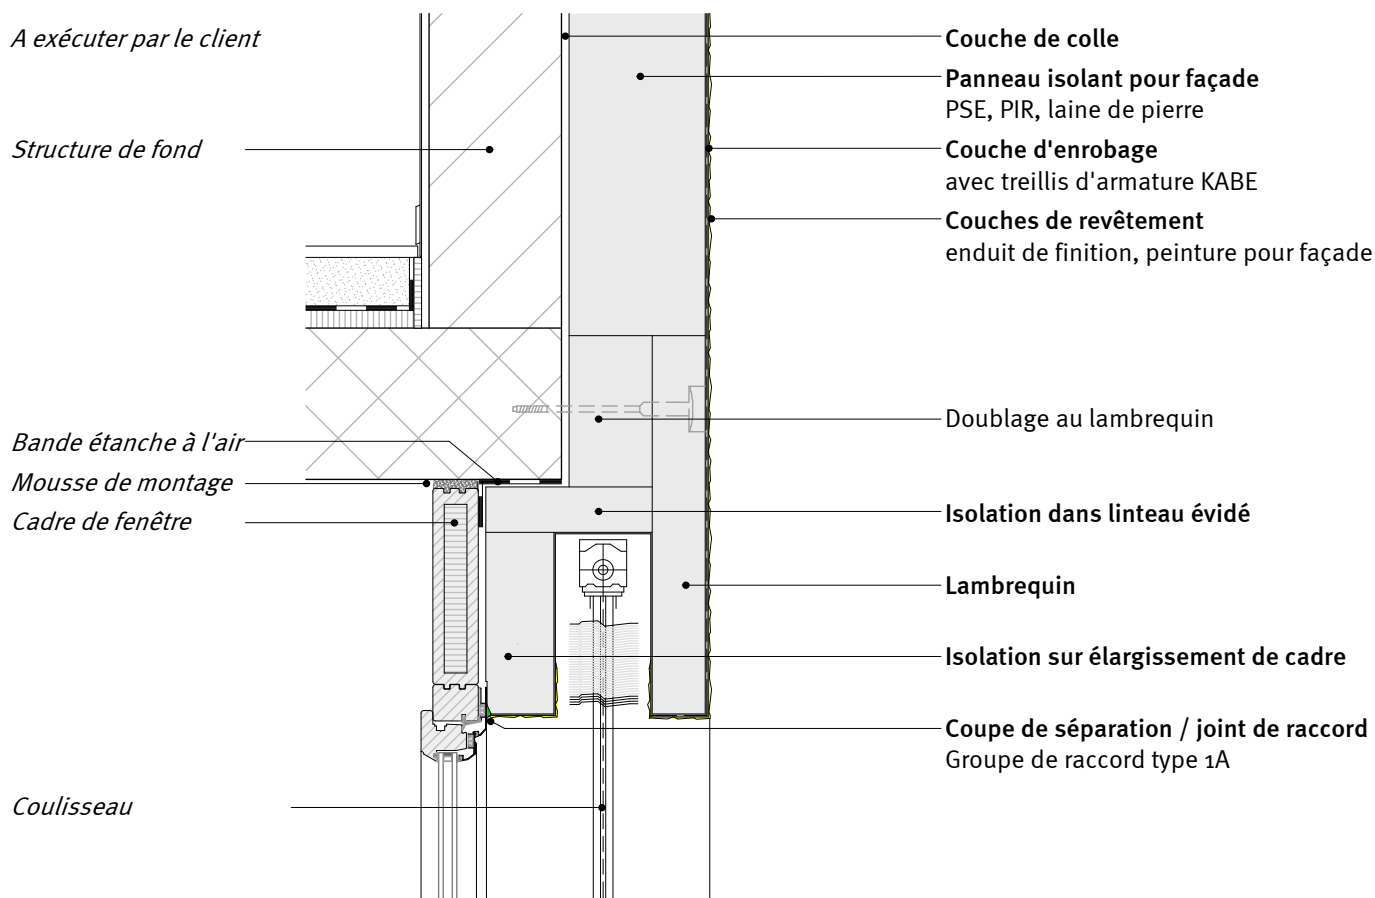 A exécuter par le client
Structure de fond
Bande étanche à l'air
Mousse de montage
Cadre de fenêtre
Coulisseau
Couche de colle
Panneau isolant pour façade
PSE, PIR, laine de pierre
Couche d'enrobage
avec treillis d'armature KABE
Couches de revêtement
enduit de finition, peinture pour façade
Doublage au lambrequin
Isolation dans linteau évidé
Lambrequin
Isolation sur élargissement de cadre
Coupe de séparation / joint de raccord
Groupe de raccord type 1A